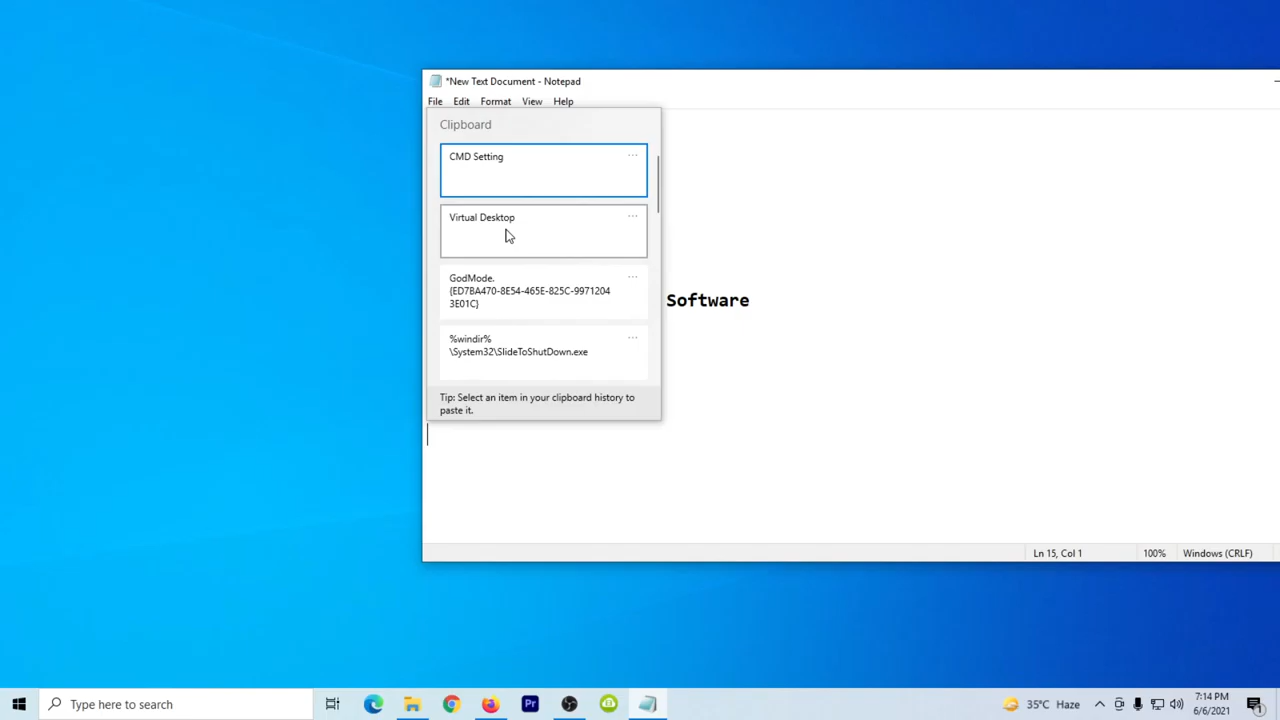 *New Text Document - Notepad
File Edit Format View Help
Clipboard
CMD Setting
Virtual Desktop
GodMode.
{ED7BA470-8E54-465E-825C-9971204
3E01C}
Software
%windir%
\System32\SlideToShutDown.exe
Tip: Select an item in your clipboard history to
paste it.
Ln 15, Col 1 100% Windows (CRLF)
Type here to search
Pr
35°C Haze
7:14 PM
6/6/2021
1